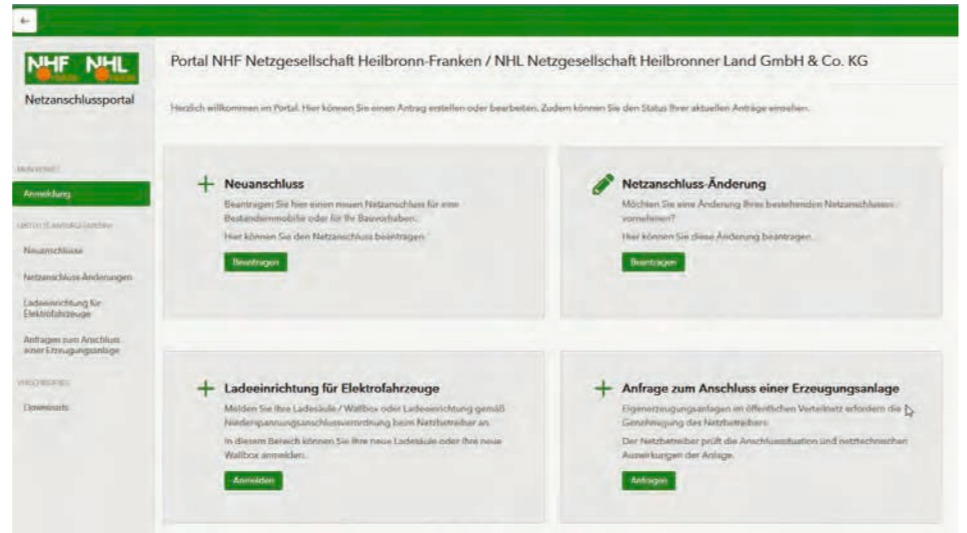 NHF NHL
Netzanschlussportal
Anmeldung
Neuanschlüsse
Netzanschluss-Änderungen
Ladeeinrichtung für
Elektrofahrzeuge
Anfragen zum Anschluss
einer Erzeugungsanlage
Downloads
Portal NHF Netzgesellschaft Heilbronn-Franken / NHL Netzgesellschaft Heilbronner Land GmbH & Co. KG
Herzlich willkommen im Portal. Hier können Sie einen Antrag erstellen oder bearbeiten. Zudem können Sie den Status Ihrer aktuellen Anträge einsehen.
Neuanschluss
Beantragen Sie hier einen neuen Netzanschluss für eine
Bestandsimmobilie oder für Ihr Bauvorhaben.
Hier können Sie den Netzanschluss beantragen
Beantragen
Netzanschluss-Änderung
Möchten Sie eine Änderung Ihres bestehenden Netzanschlusses
vornehmen?
Hier können Sie diese Änderung beantragen.
Beantragen
Ladeeinrichtung für Elektrofahrzeuge
Melden Sie Ihre Ladesäule / Wallbox oder Ladeeinrichtung gemäß
Niederspannungsanschlussverordnung beim Netzbetreiber an.
In diesem Bereich können Sie Ihre neue Ladesäule oder Ihre neue
Wallbox anmelden.
Anmelden
Anfrage zum Anschluss einer Erzeugungsanlage
Eigenerzeugungsanlagen im öffentlichen Verteilnetz erfordern die
Genehmigung des Netzbetreibers.
Der Netzbetreiber prüft die Anschlusssituation und netztechnischen
Auswirkungen der Anlage.
Anfragen